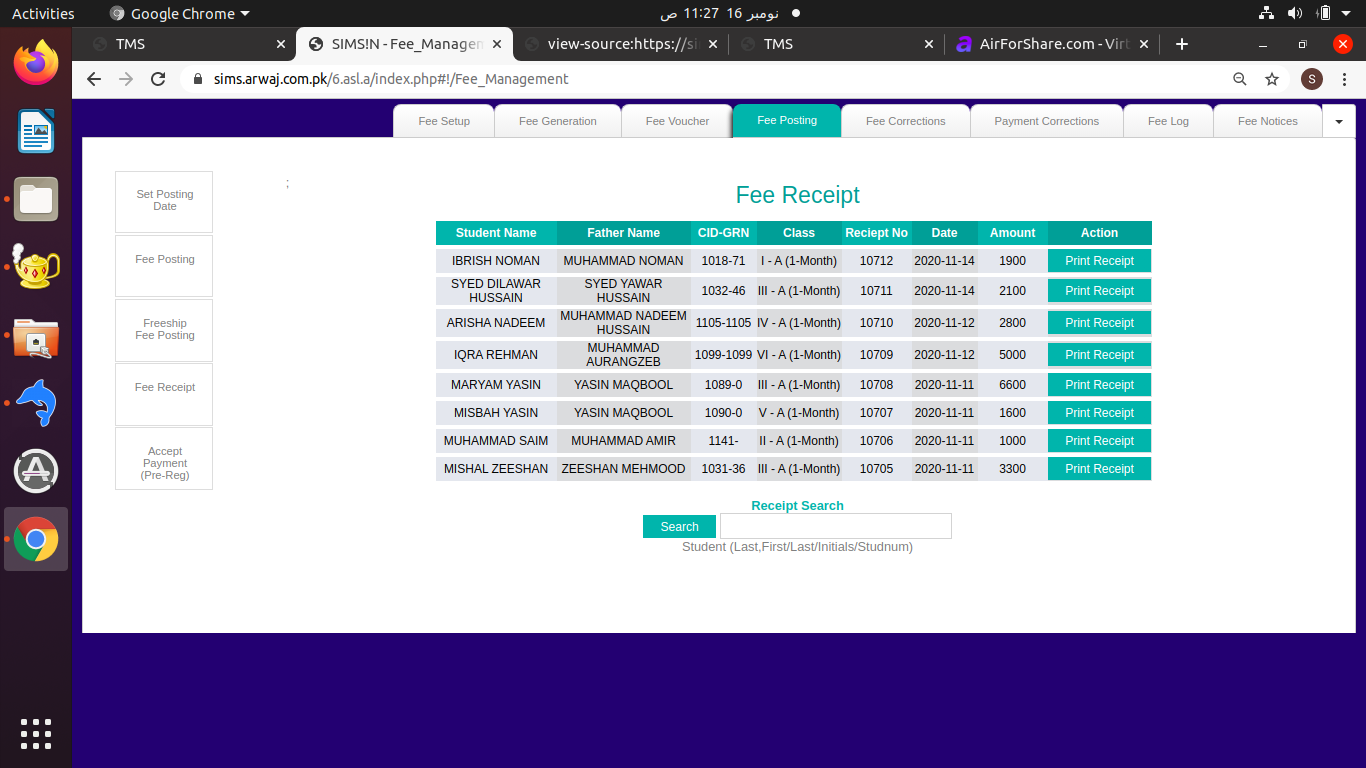 Activities
Google Chrome
نومبر 16 11:27 ص
TMS
SIMS!N - Fee_Managem
view-source:https://si
TMS
AirForShare.com - Virt
sims.arwaj.com.pk/6.asl.a/index.php#!/Fee_Management
S
Fee Setup
Fee Generation
Fee Voucher
Fee Posting
Fee Corrections
Payment Corrections
Fee Log
Fee Notices
Set Posting
Date
Fee Posting
Freeship
Fee Posting
Fee Receipt
Accept
Payment
(Pre-Reg)
;
Fee Receipt
Student Name Father Name CID-GRN Class Reciept No Date Amount Action
IBRISH NOMAN MUHAMMAD NOMAN 1018-71 I - A (1-Month) 10712 2020-11-14 1900 Print Receipt
SYED DILAWAR HUSSAIN SYED YAWAR HUSSAIN 1032-46 III - A (1-Month) 10711 2020-11-14 2100 Print Receipt
ARISHA NADEEM MUHAMMAD NADEEM HUSSAIN 1105-1105 IV - A (1-Month) 10710 2020-11-12 2800 Print Receipt
IQRA REHMAN MUHAMMAD AURANGZEB 1099-1099 VI - A (1-Month) 10709 2020-11-12 5000 Print Receipt
MARYAM YASIN YASIN MAQBOOL 1089-0 III - A (1-Month) 10708 2020-11-11 6600 Print Receipt
MISBAH YASIN YASIN MAQBOOL 1090-0 V - A (1-Month) 10707 2020-11-11 1600 Print Receipt
MUHAMMAD SAIM MUHAMMAD AMIR 1141- II - A (1-Month) 10706 2020-11-11 1000 Print Receipt
MISHAL ZEESHAN ZEESHAN MEHMOOD 1031-36 III - A (1-Month) 10705 2020-11-11 3300 Print Receipt
Receipt Search
Search
Student (Last,First/Last/Initials/Studnum)